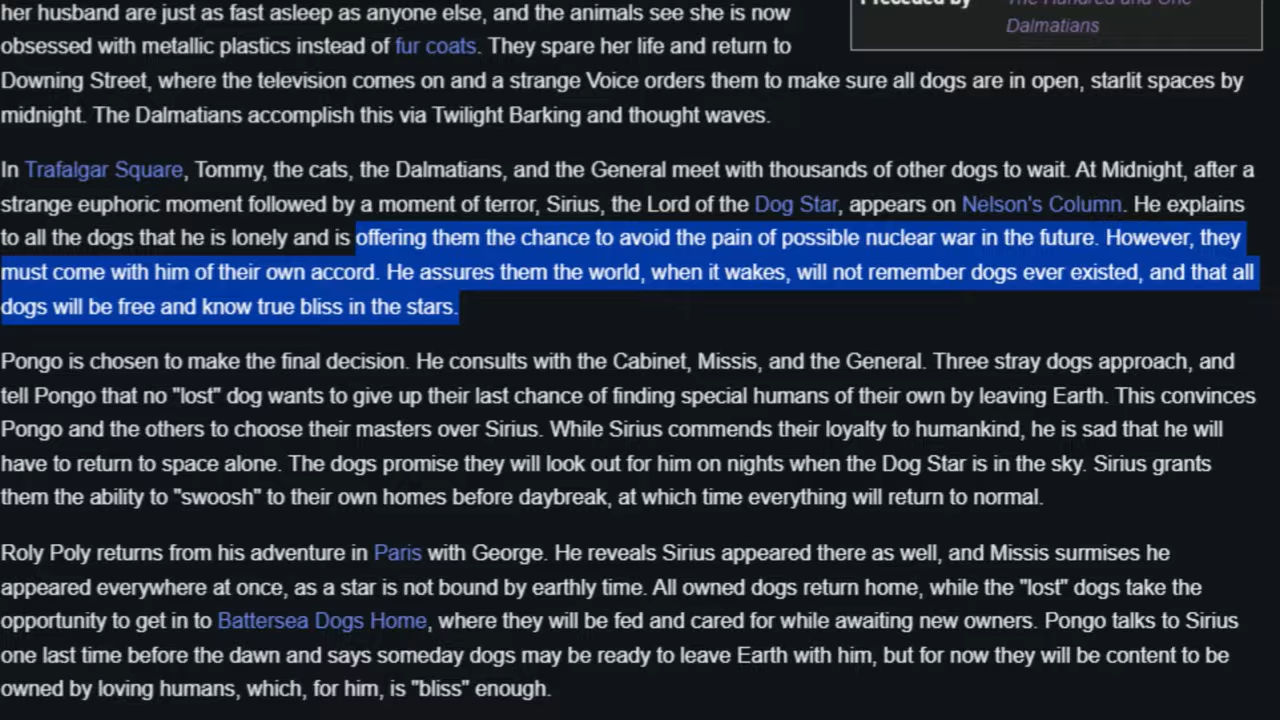 her husband are just as fast asleep as anyone else, and the animals see she is now
obsessed with metallic plastics instead of fur coats. They spare her life and return to
Preceded by The Hundred and One
Dalmatians
Downing Street, where the television comes on and a strange Voice orders them to make sure all dogs are in open, starlit spaces by
midnight. The Dalmatians accomplish this via Twilight Barking and thought waves.
In Trafalgar Square, Tommy, the cats, the Dalmatians, and the General meet with thousands of other dogs to wait. At Midnight, after a
strange euphoric moment followed by a moment of terror, Sirius, the Lord of the Dog Star, appears on Nelson's Column. He explains
to all the dogs that he is lonely and is offering them the chance to avoid the pain of possible nuclear war in the future. However, they
must come with him of their own accord. He assures them the world, when it wakes, will not remember dogs ever existed, and that all
dogs will be free and know true bliss in the stars.
Pongo is chosen to make the final decision. He consults with the Cabinet, Missis, and the General. Three stray dogs approach, and
tell Pongo that no "lost" dog wants to give up their last chance of finding special humans of their own by leaving Earth. This convinces
Pongo and the others to choose their masters over Sirius. While Sirius commends their loyalty to humankind, he is sad that he will
have to return to space alone. The dogs promise they will look out for him on nights when the Dog Star is in the sky. Sirius grants
them the ability to "swoosh" to their own homes before daybreak, at which time everything will return to normal.
Roly Poly returns from his adventure in Paris with George. He reveals Sirius appeared there as well, and Missis surmises he
appeared everywhere at once, as a star is not bound by earthly time. All owned dogs return home, while the "lost" dogs take the
opportunity to get in to Battersea Dogs Home, where they will be fed and cared for while awaiting new owners. Pongo talks to Sirius
one last time before the dawn and says someday dogs may be ready to leave Earth with him, but for now they will be content to be
owned by loving humans, which, for him, is "bliss" enough.